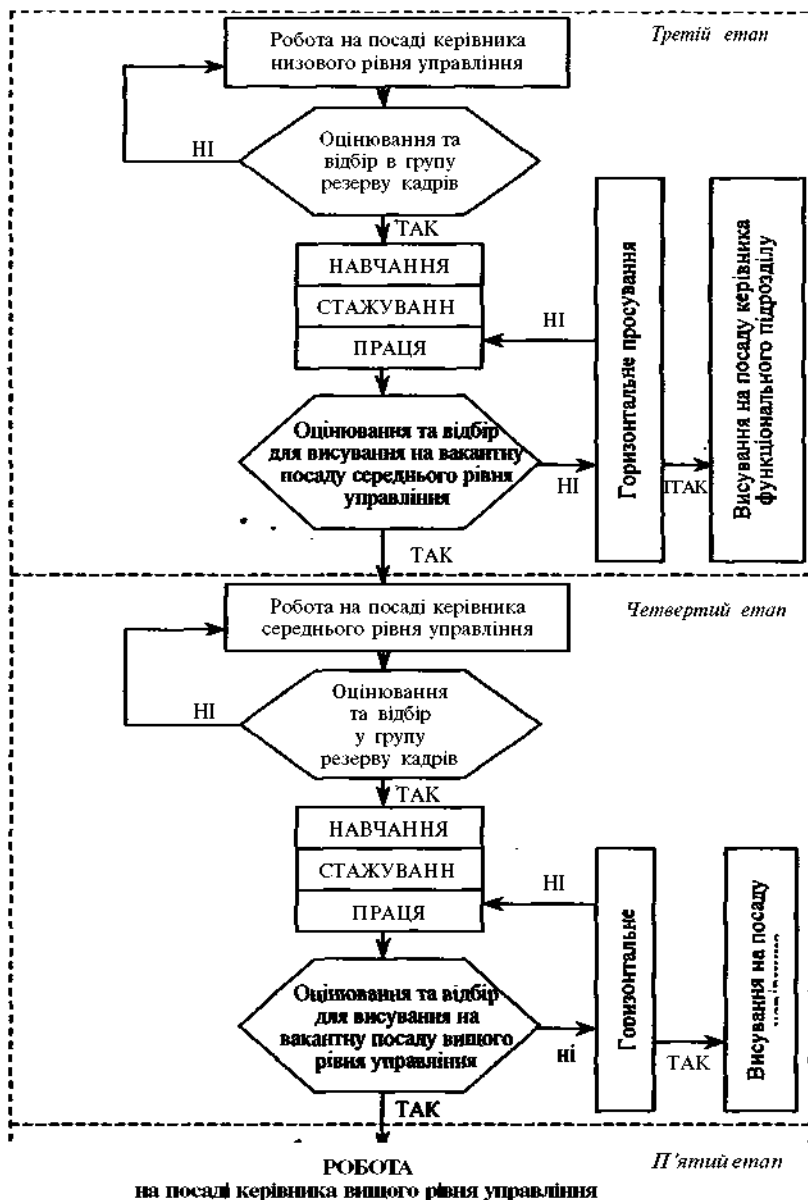 Третій етап
Робота на посаді керівника
низового рівня управління
НІ
Оцінювання та
відбір в групу
резерву кадрів
ТАК
НАВЧАННЯ
СТАЖУВАНН
ПРАЦЯ
НІ
Горизонтальне просування
Висування на посаду керівника
функціонального підрозділу
Оцінювання та відбір
для висування на вакантну
посаду середнього рівня
управління
НІ
ІТАК
ТАК
Четвертий етап
Робота на посаді керівника
середнього рівня управління
НІ
Оцінювання
та відбір
у групу
резерву кадрів
ТАК
НАВЧАННЯ
СТАЖУВАНН
ПРАЦЯ
НІ
Горизонтальне
Висування на посаду
Оцінювання та відбір
для висування на
вакантну посаду вищого
рівня управління
ні
ТАК
ТАК
П'ятий етап
РОБОТА
на посаді керівника вищого рівня управління